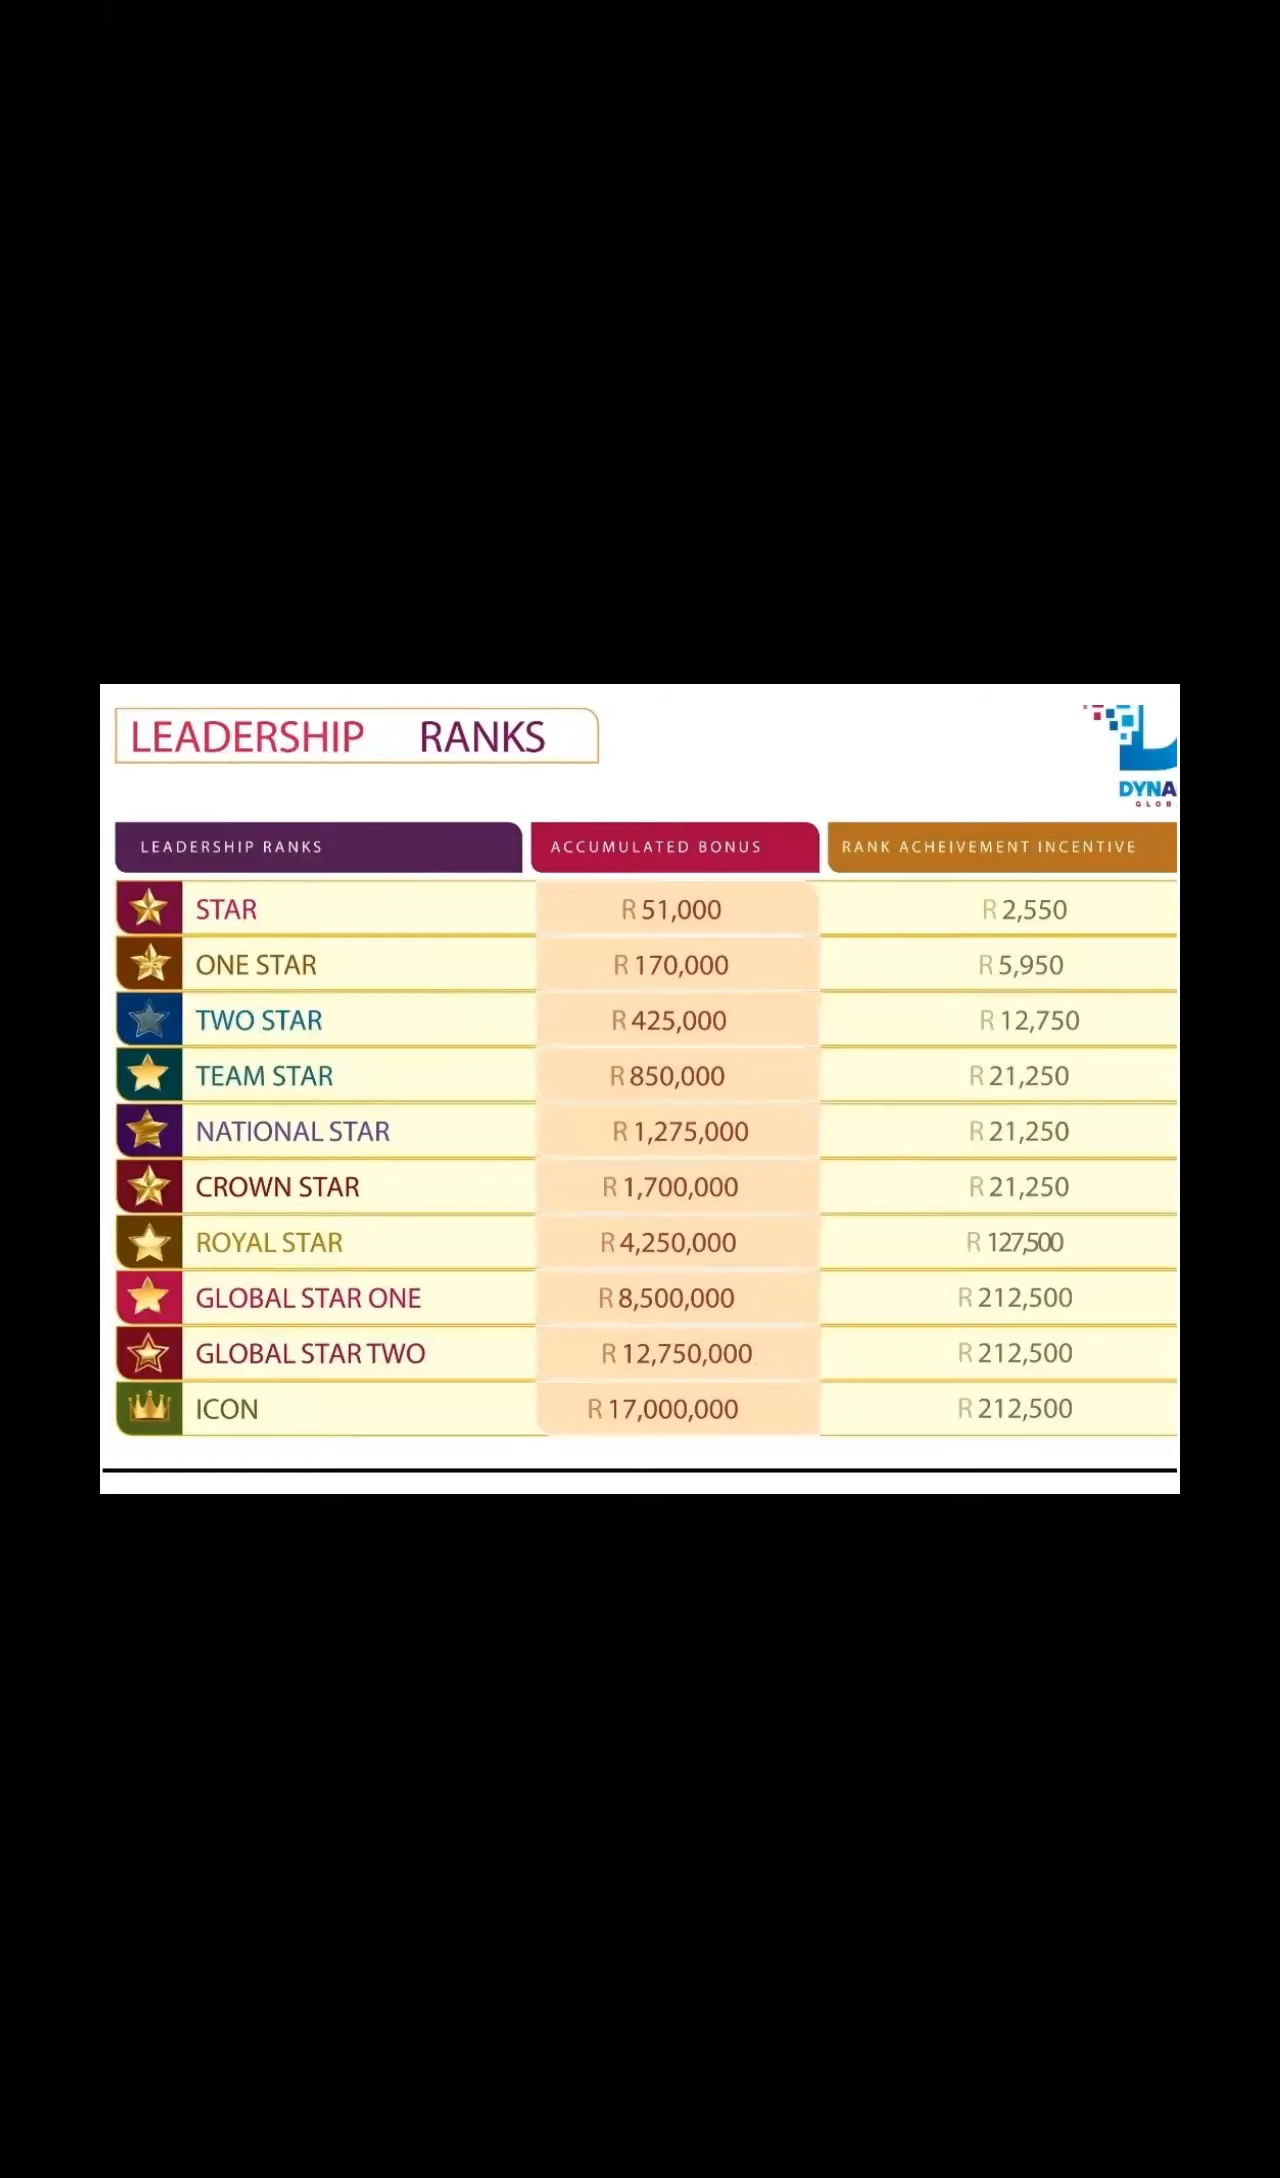 LEADERSHIP RANKS
DYNA
GLOB
LEADERSHIP RANKS ACCUMULATED BONUS RANK ACHEIVEMENT INCENTIVE
STAR R 51,000 R 2,550
ONE STAR R 170,000 R 5,950
TWO STAR R 425,000 R 12,750
TEAM STAR R 850,000 R 21,250
NATIONAL STAR R 1,275,000 R 21,250
CROWN STAR R 1,700,000 R 21,250
ROYAL STAR R 4,250,000 R 127,500
GLOBAL STAR ONE R 8,500,000 R 212,500
GLOBAL STAR TWO R 12,750,000 R 212,500
ICON R 17,000,000 R 212,500